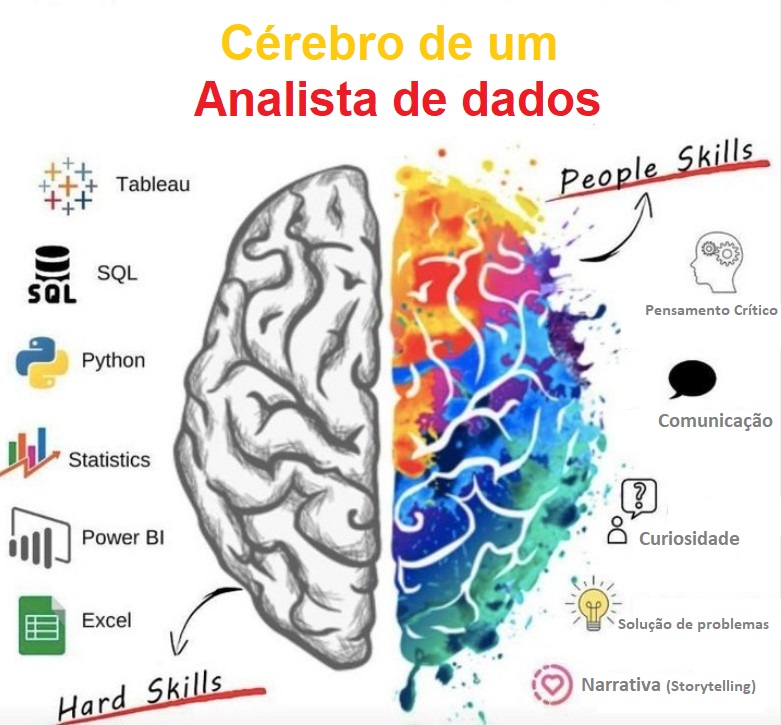 Cérebro de um
Analista de dados
People Skills
Tableau
Pensamento Crítico
SQL
SQL
Python
Comunicação
Statistics
Power BI
Curiosidade
Excel
Solução de problemas
Narrativa (Storytelling)
Hard Skills